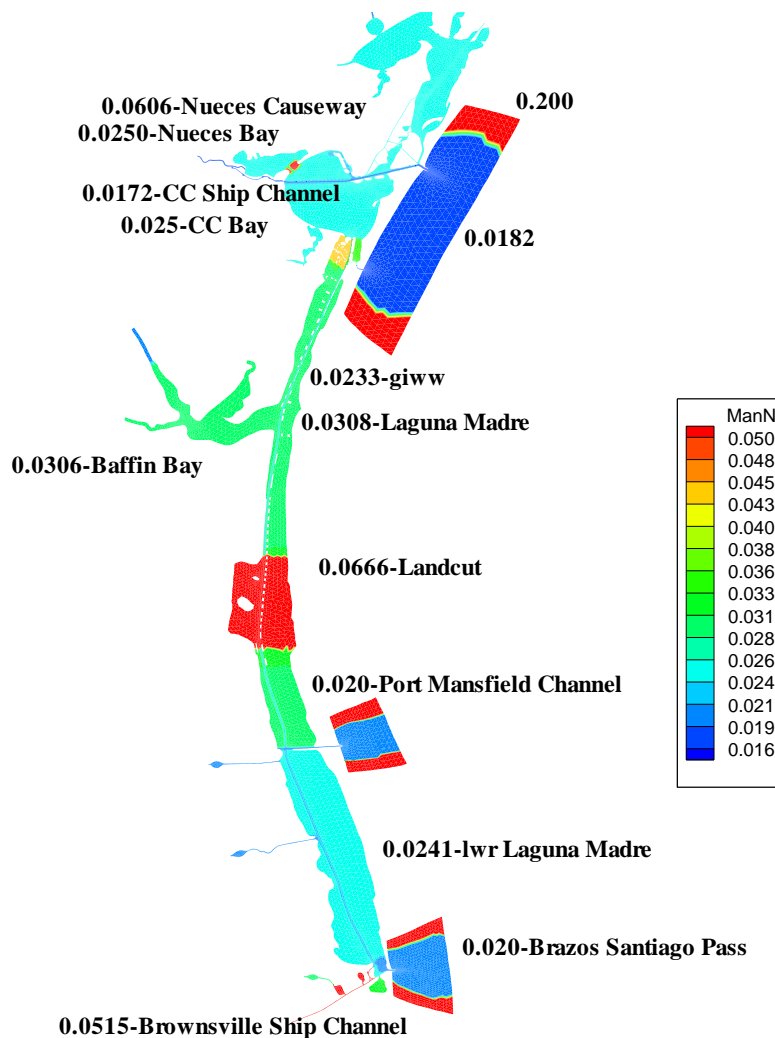 0.0606-Nueces Causeway
0.200
0.0250-Nueces Bay
0.0172-CC Ship Channel
0.025-CC Bay
0.0182
0.0233-giww
0.0308-Laguna Madre
0.0306-Baffin Bay
0.0666-Landcut
0.020-Port Mansfield Channel
0.0241-lwr Laguna Madre
0.020-Brazos Santiago Pass
0.0515-Brownsville Ship Channel
ManN
0.050
0.048
0.045
0.043
0.040
0.038
0.036
0.033
0.031
0.028
0.026
0.024
0.021
0.019
0.016